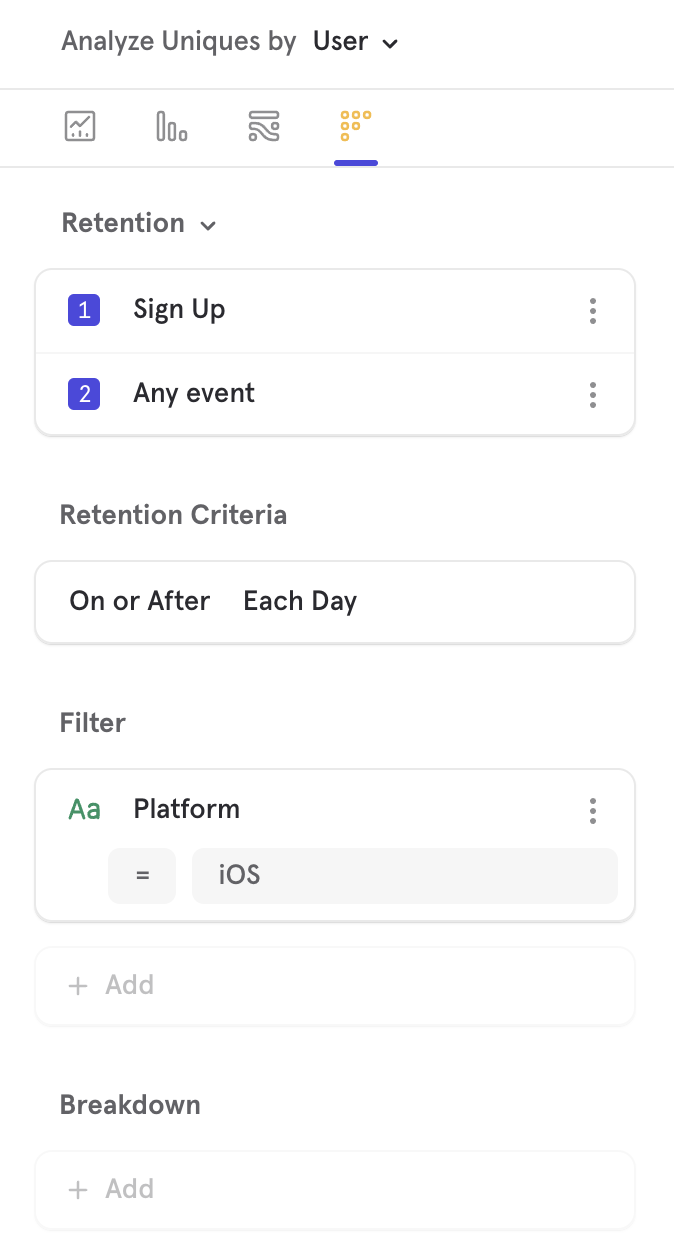 Analyze Uniques by User
Retention
1 Sign Up
2 Any event
Retention Criteria
On or After Each Day
Filter
Aa Platform
= iOS
+ Add
Breakdown
+ Add